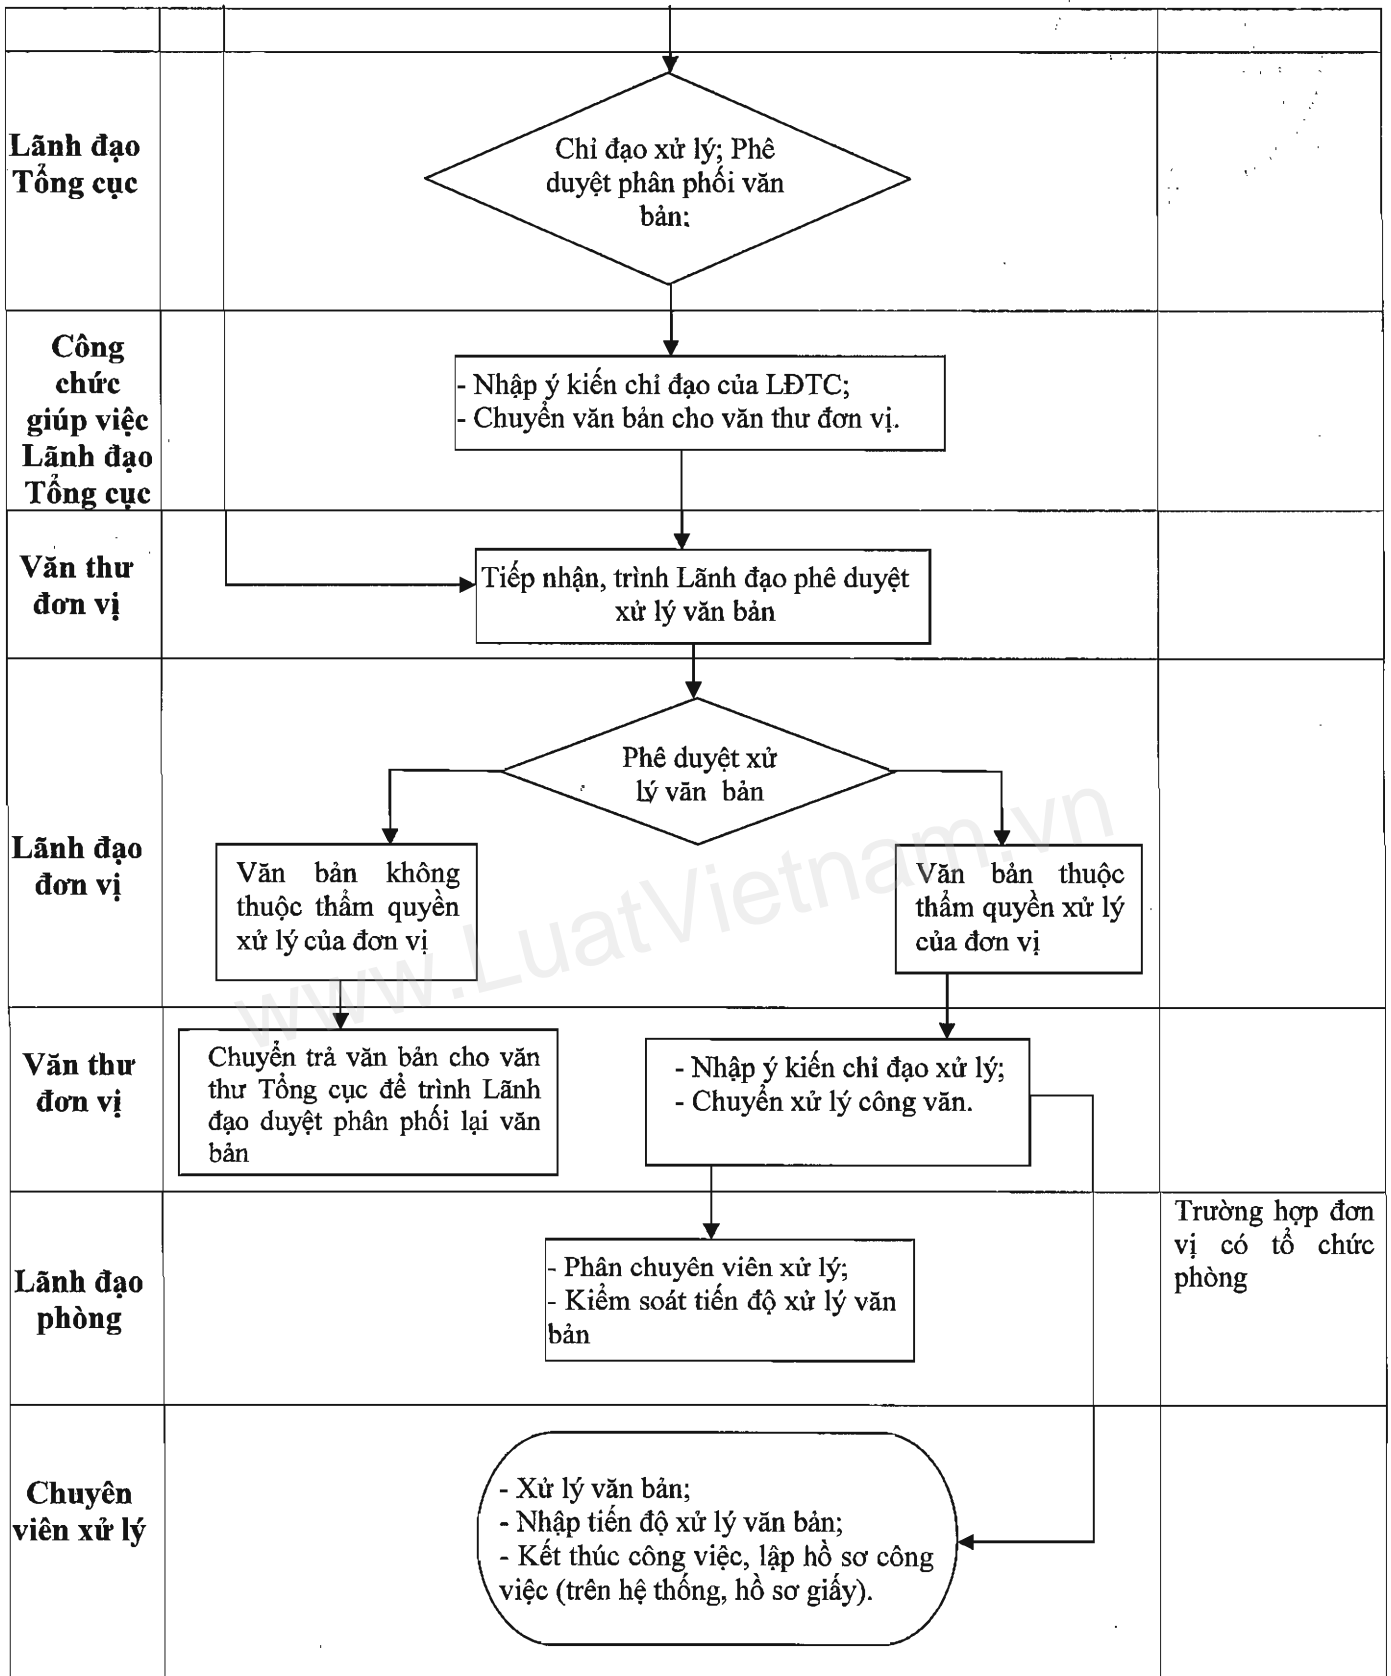 Lãnh đạo
Tổng cục
Chỉ đạo xử lý; Phê
duyệt phân phối văn
bản;
Công
chức
giúp việc
Lãnh đạo
Tổng cục
- Nhập ý kiến chỉ đạo của LĐTC;
- Chuyển văn bản cho văn thư đơn vị.
Văn thư
đơn vị
Tiếp nhận, trình Lãnh đạo phê duyệt
xử lý văn bản
Lãnh đạo
đơn vị
Phê duyệt xử
lý văn bản
Văn bản không
thuộc thẩm quyền
xử lý của đơn vị
Văn bản thuộc
thẩm quyền xử lý
của đơn vị
www.LuatVietnam.vn
Văn thư
đơn vị
Chuyển trả văn bản cho văn
thư Tổng cục để trình Lãnh
đạo duyệt phân phối lại văn
bản
- Nhập ý kiến chỉ đạo xử lý;
- Chuyển xử lý công văn.
Lãnh đạo
phòng
- Phân chuyên viên xử lý;
- Kiểm soát tiến độ xử lý văn
bản
Trường hợp đơn
vị có tổ chức
phòng
Chuyên
viên xử lý
- Xử lý văn bản;
- Nhập tiến độ xử lý văn bản;
- Kết thúc công việc, lập hồ sơ công
việc (trên hệ thống, hồ sơ giấy).